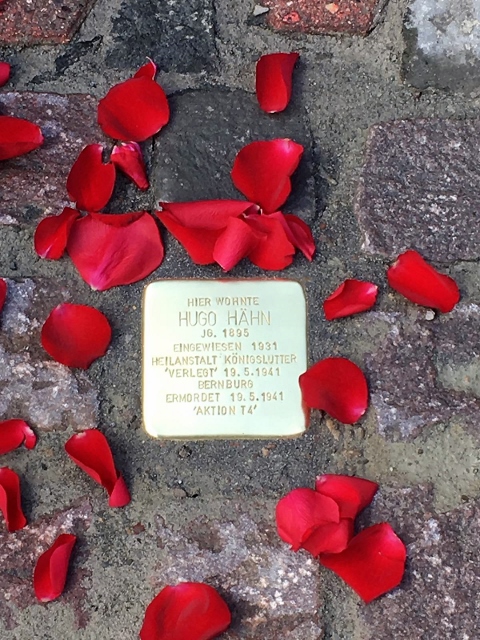 HIER WOHNTE
HUGO HÄHN
JG. 1895
EINGEWIESEN 1931
HEILANSTALT KÖNIGSLUTTER
'VERLEGT' 19.5.1941
BERNBURG
ERMORDET 19.5.1941
'AKTION T4'